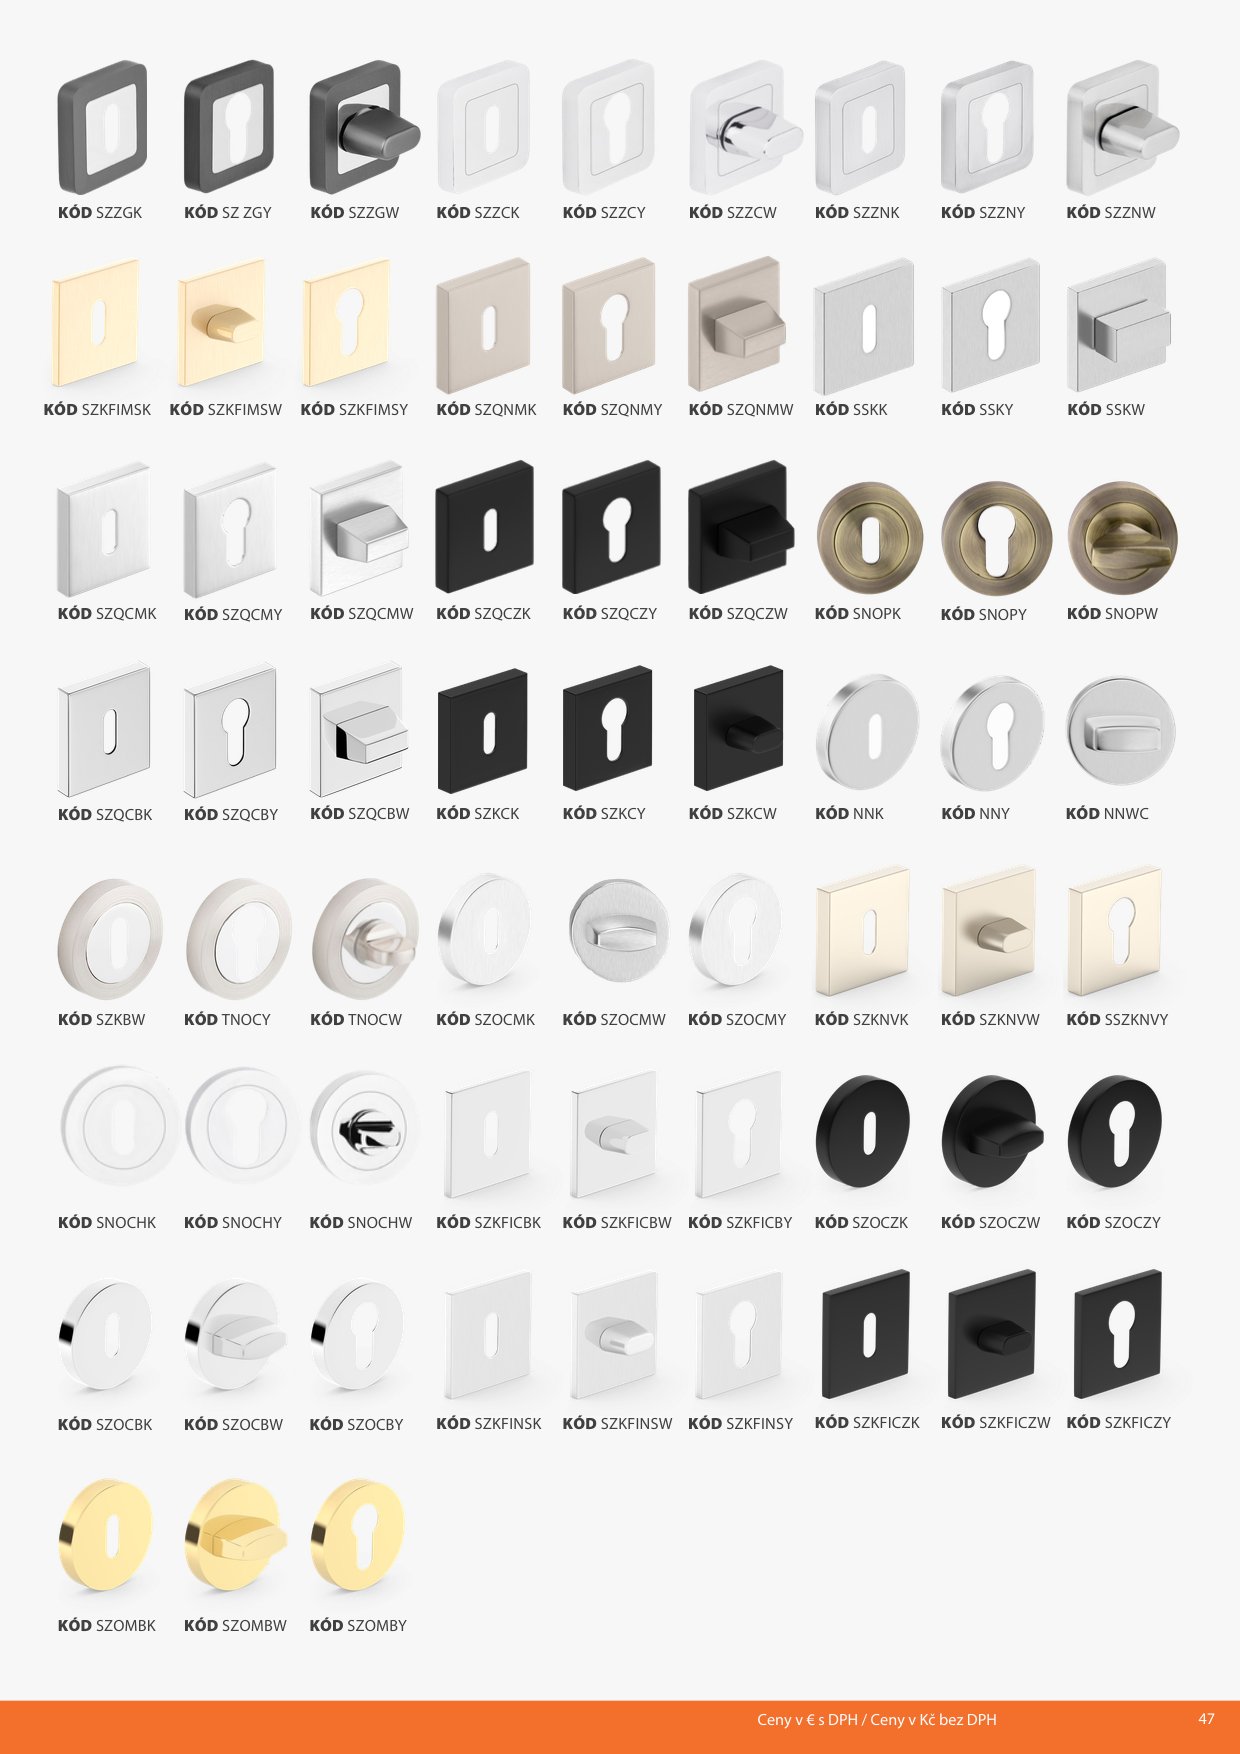 KÓD SZZGK KÓD SZ ZGY KÓD SZZGW KÓD SZZCK KÓD SZZCY KÓD SZZCW KÓD SZZNK KÓD SZZNY KÓD SZZNW
KÓD SZKFIMSK KÓD SZKFIMSW KÓD SZKFIMSY KÓD SZQNMK KÓD SZQNMY KÓD SZQNMW KÓD SSKK KÓD SSKY KÓD SSKW
KÓD SZQCMK KÓD SZQCMY KÓD SZQCMW KÓD SZQCZK KÓD SZQCZY KÓD SZQCZW KÓD SNOPK KÓD SNOPY KÓD SNOPW
KÓD SZQCBK KÓD SZQCBY KÓD SZQCBW KÓD SZKCK KÓD SZKCY KÓD SZKCW KÓD NNK KÓD NNY KÓD NNWC
KÓD SZKBW KÓD TNOCY KÓD TNOCW KÓD SZOCMK KÓD SZOCMW KÓD SZOCMY KÓD SZKNVK KÓD SZKNVW KÓD SSZKNVY
KÓD SNOCHK KÓD SNOCHY KÓD SNOCHW KÓD SZKFICBK KÓD SZKFICBW KÓD SZKFICBY KÓD SZOCZK KÓD SZOCZW KÓD SZOCZY
KÓD SZOCBK KÓD SZOCBW KÓD SZOCBY KÓD SZKFINSK KÓD SZKFINSW KÓD SZKFINSY KÓD SZKFICZK KÓD SZKFICZW KÓD SZKFICZY
KÓD SZOMBK KÓD SZOMBW KÓD SZOMBY
Ceny v € s DPH / Ceny v Kč bez DPH 47